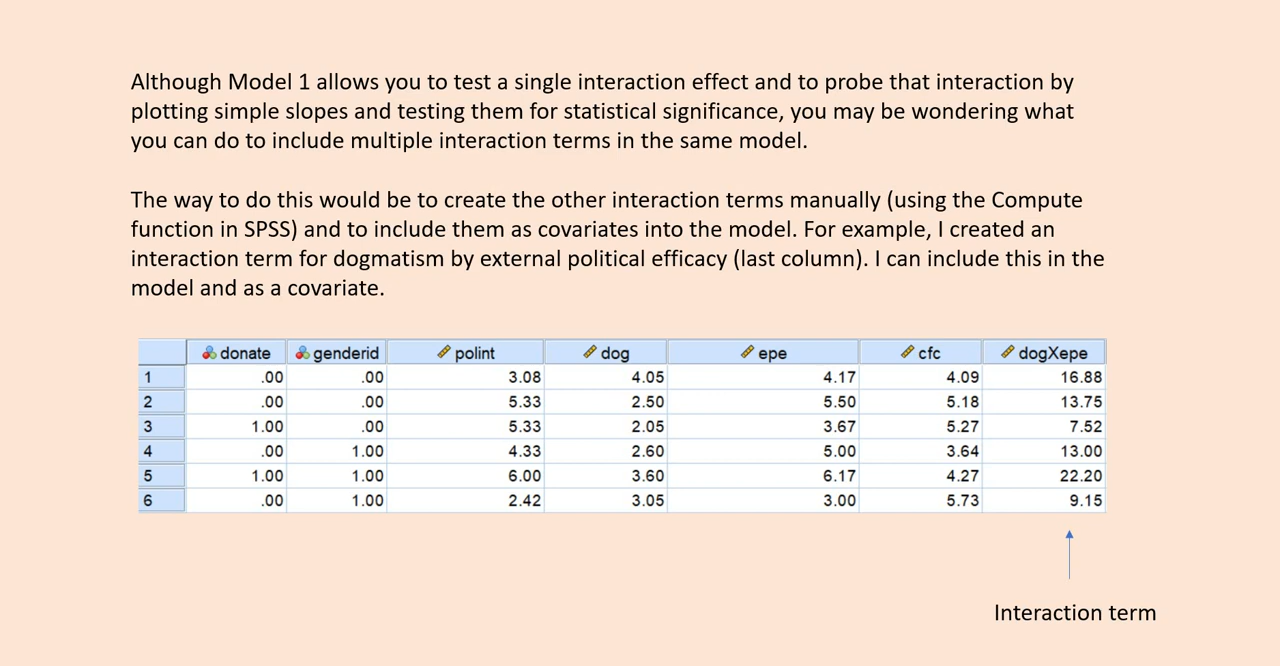 Although Model 1 allows you to test a single interaction effect and to probe that interaction by
plotting simple slopes and testing them for statistical significance, you may be wondering what
you can do to include multiple interaction terms in the same model.
The way to do this would be to create the other interaction terms manually (using the Compute
function in SPSS) and to include them as covariates into the model. For example, I created an
interaction term for dogmatism by external political efficacy (last column). I can include this in the
model and as a covariate.
donate genderid polint dog epe cfc dogXepe
1 .00 .00 3.08 4.05 4.17 4.09 16.88
2 .00 .00 5.33 2.50 5.50 5.18 13.75
3 1.00 .00 5.33 2.05 3.67 5.27 7.52
4 .00 1.00 4.33 2.60 5.00 3.64 13.00
5 1.00 1.00 6.00 3.60 6.17 4.27 22.20
6 .00 1.00 2.42 3.05 3.00 5.73 9.15
Interaction term